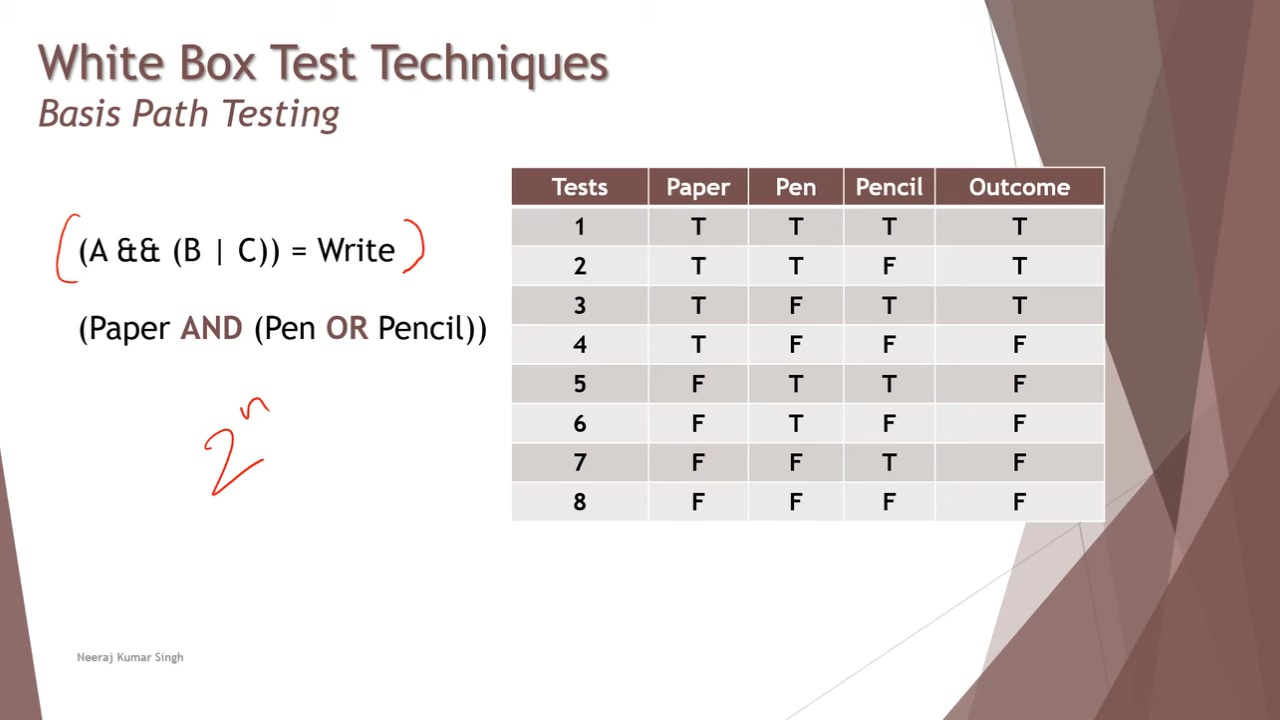 White Box Test Techniques
Basis Path Testing
(A && (B | C)) = Write
(Paper AND (Pen OR Pencil))
2^n
Tests Paper Pen Pencil Outcome
1 T T T T
2 T T F T
3 T F T T
4 T F F F
5 F T T F
6 F T F F
7 F F T F
8 F F F F
Neeraj Kumar Singh